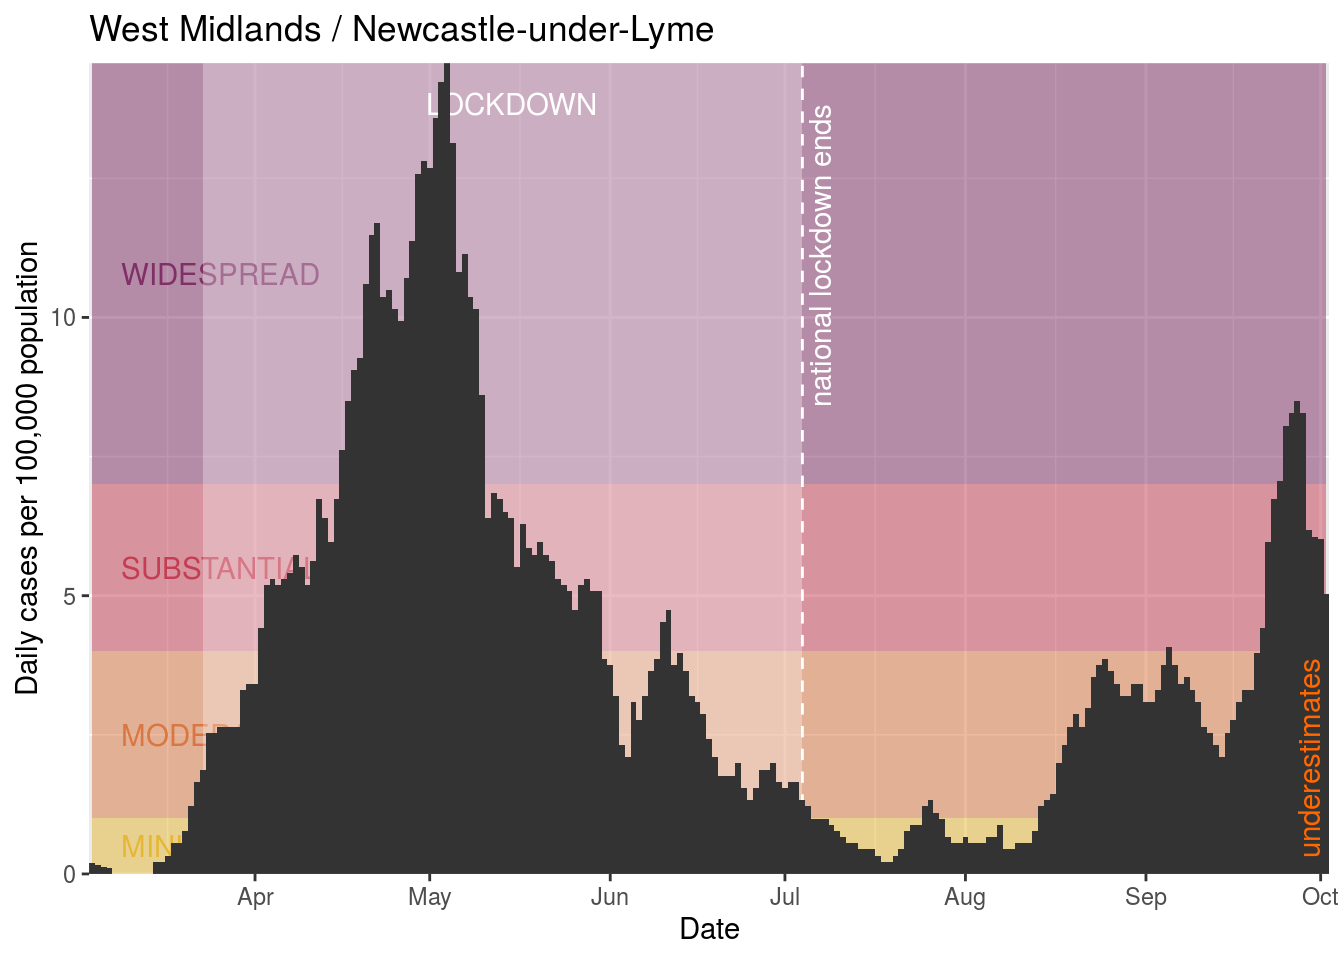 West Midlands / Newcastle-under-Lyme
LOCKDOWN
national lockdown ends
WIDESPREAD
SUBSTANTIAL
MODE
MINI
underestimates
Daily cases per 100,000 population
10
5
0
Apr
May
Jun
Jul
Aug
Sep
Oct
Date